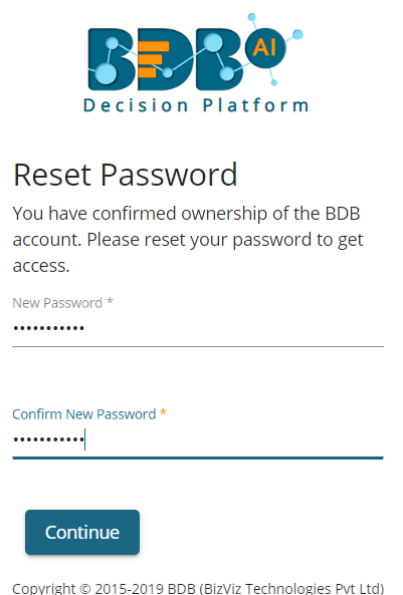 BDB AI
Decision Platform
Reset Password
You have confirmed ownership of the BDB
account. Please reset your password to get
access.
New Password *
•••••••••••
Confirm New Password *
•••••••••••
Continue
Copyright © 2015-2019 BDB (BizViz Technologies Pvt Ltd)